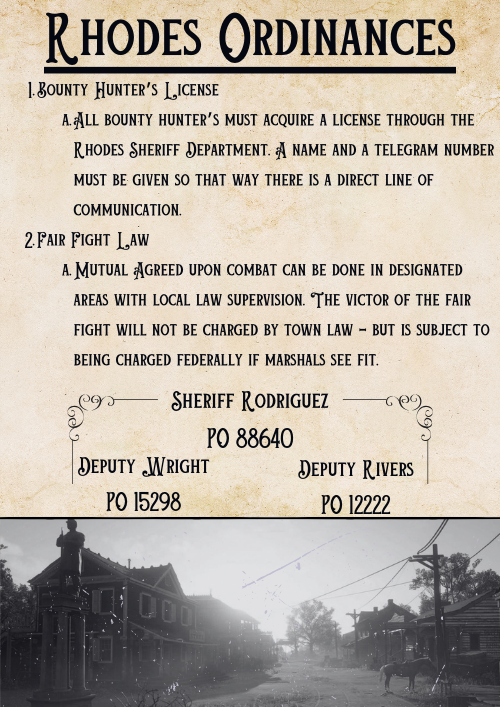 Rhodes Ordinances
1. Bounty Hunter's License
a. All bounty hunter's must acquire a license through the
Rhodes Sheriff Department. A name and a telegram number
must be given so that way there is a direct line of
communication.
2. Fair Fight Law
a. Mutual Agreed upon combat can be done in designated
areas with local law supervision. The victor of the fair
fight will not be charged by town law - but is subject to
being charged federally if marshals see fit.
Sheriff Rodriguez
PO 88640
Deputy Wright
PO 15298
Deputy Rivers
PO 12222